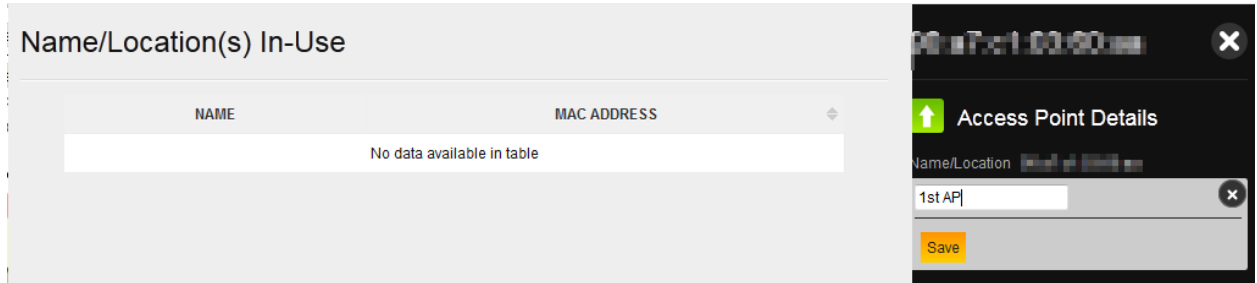 Name/Location(s) In-Use
NAME MAC ADDRESS
No data available in table
Access Point Details
Name/Location
1st AP
Save